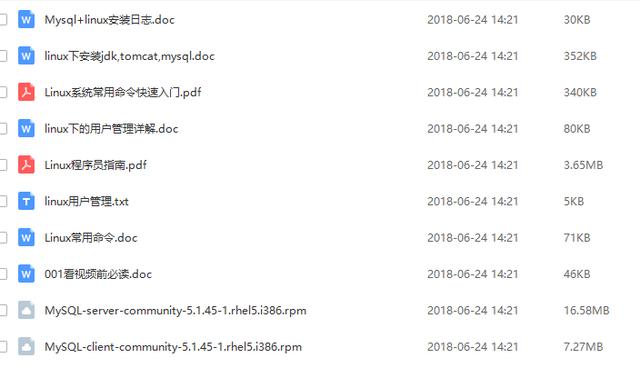 Mysql+linux安装日志.doc 2018-06-24 14:21 30KB
linux下安装jdk,tomcat,mysql.doc 2018-06-24 14:21 352KB
Linux系统常用命令快速入门.pdf 2018-06-24 14:21 340KB
linux下的用户管理详解.doc 2018-06-24 14:21 80KB
Linux程序员指南.pdf 2018-06-24 14:21 3.65MB
linux用户管理.txt 2018-06-24 14:21 5KB
Linux常用命令.doc 2018-06-24 14:21 71KB
001看视频前必读.doc 2018-06-24 14:21 46KB
MySQL-server-community-5.1.45-1.rhel5.i386.rpm 2018-06-24 14:21 16.58MB
MySQL-client-community-5.1.45-1.rhel5.i386.rpm 2018-06-24 14:21 7.27MB